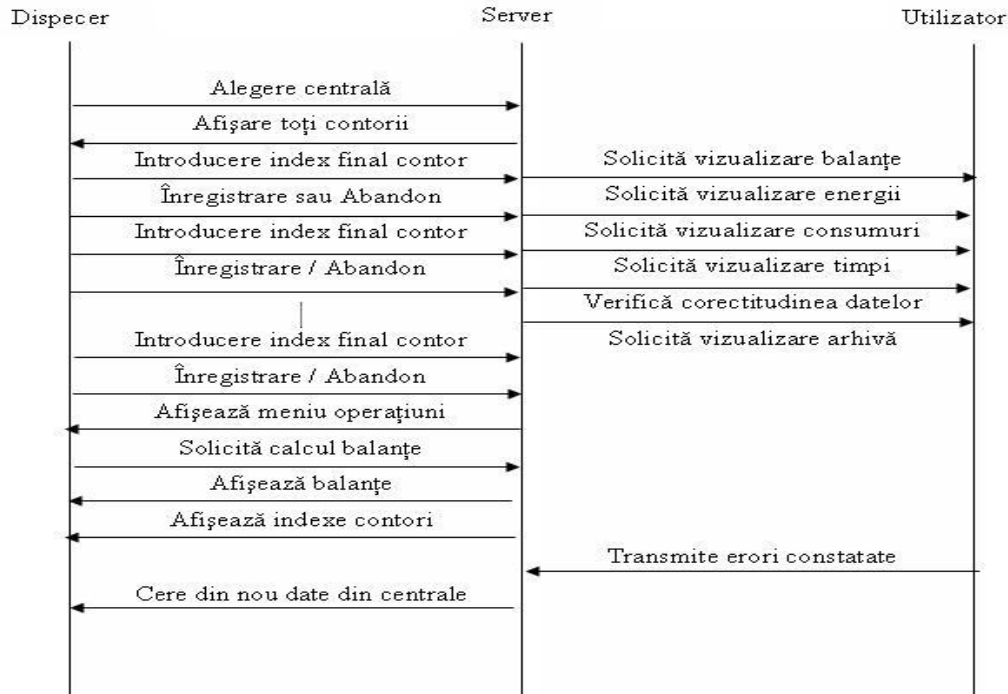 Dispecer
Server
Utilizator
Alegere centrală
Afişare toţi contorii
Introducere index final contor
Solicită vizualizare balanţe
Înregistrare sau Abandon
Solicită vizualizare energii
Introducere index final contor
Solicită vizualizare consumuri
Înregistrare / Abandon
Solicită vizualizare timpi
Verifică corectitudinea datelor
Introducere index final contor
Solicită vizualizare arhivă
Înregistrare / Abandon
Afişează meniu operaţiuni
Solicită calcul balanţe
Afişează balanţe
Afişează indexe contori
Transmite erori constatate
Cere din nou date din centrale